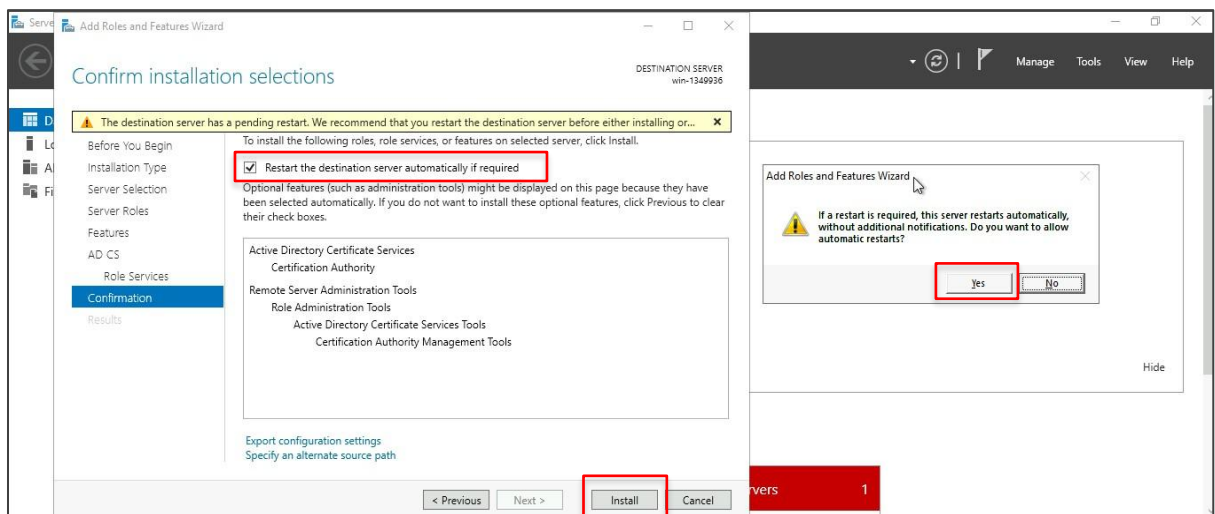 Serve
Add Roles and Features Wizard
Confirm installation selections
DESTINATION SERVER
win-1349936
Manage Tools View Help
The destination server has a pending restart. We recommend that you restart the destination server before either installing or...
Before You Begin
Installation Type
Server Selection
Server Roles
Features
AD CS
Role Services
Confirmation
Results
To install the following roles, role services, or features on selected server, click Install.
Restart the destination server automatically if required
Optional features (such as administration tools) might be displayed on this page because they have
been selected automatically. If you do not want to install these optional features, click Previous to clear
their check boxes.
Active Directory Certificate Services
Certification Authority
Remote Server Administration Tools
Role Administration Tools
Active Directory Certificate Services Tools
Certification Authority Management Tools
Export configuration settings
Specify an alternate source path
< Previous Next > Install Cancel
Add Roles and Features Wizard
If a restart is required, this server restarts automatically,
without additional notifications. Do you want to allow
automatic restarts?
Yes No
Hide
rvers 1